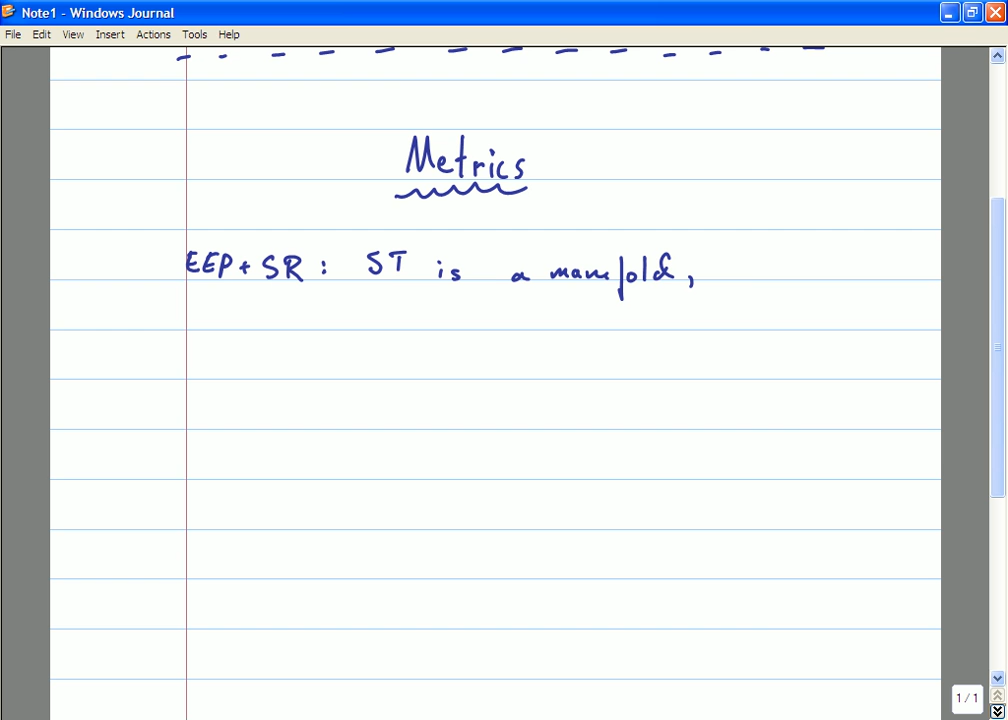 Note1 - Windows Journal
File Edit View Insert Actions Tools Help
Metrics
EEP + SR : ST is a manifold,
1 / 1